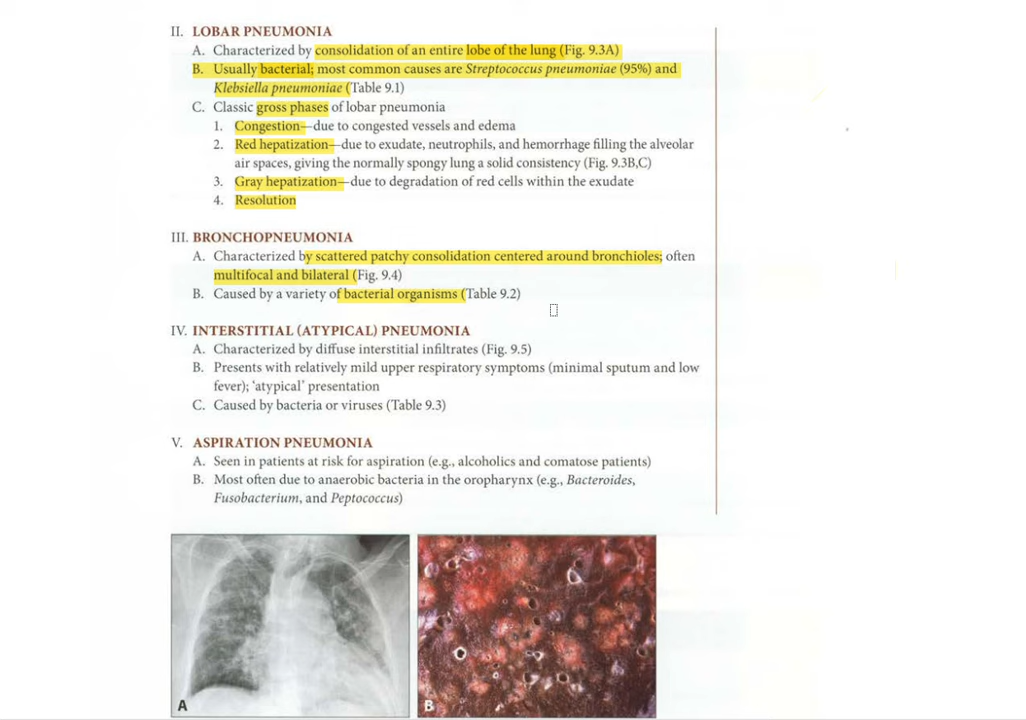 II. LOBAR PNEUMONIA
A. Characterized by consolidation of an entire lobe of the lung (Fig. 9.3A)
B. Usually bacterial; most common causes are Streptococcus pneumoniae (95%) and
Klebsiella pneumoniae (Table 9.1)
C. Classic gross phases of lobar pneumonia
1. Congestion—due to congested vessels and edema
2. Red hepatization—due to exudate, neutrophils, and hemorrhage filling the alveolar
air spaces, giving the normally spongy lung a solid consistency (Fig. 9.3B,C)
3. Gray hepatization—due to degradation of red cells within the exudate
4. Resolution
III. BRONCHOPNEUMONIA
A. Characterized by scattered patchy consolidation centered around bronchioles; often
multifocal and bilateral (Fig. 9.4)
B. Caused by a variety of bacterial organisms (Table 9.2)
IV. INTERSTITIAL (ATYPICAL) PNEUMONIA
A. Characterized by diffuse interstitial infiltrates (Fig. 9.5)
B. Presents with relatively mild upper respiratory symptoms (minimal sputum and low
fever); 'atypical' presentation
C. Caused by bacteria or viruses (Table 9.3)
V. ASPIRATION PNEUMONIA
A. Seen in patients at risk for aspiration (e.g., alcoholics and comatose patients)
B. Most often due to anaerobic bacteria in the oropharynx (e.g., Bacteroides,
Fusobacterium, and Peptococcus)
A
B